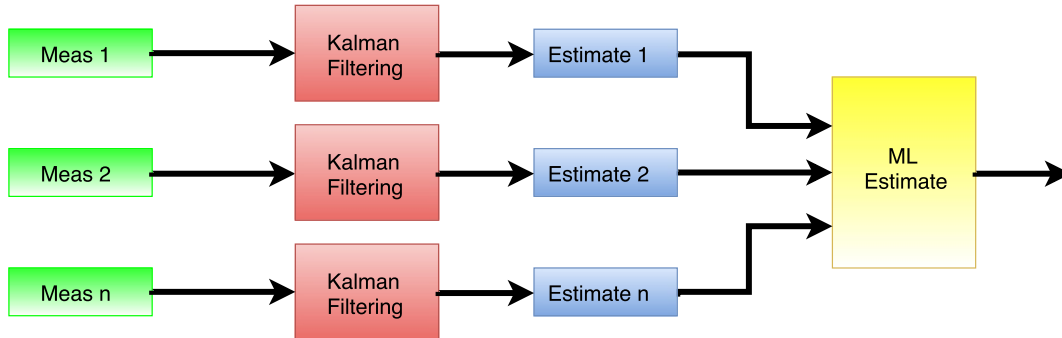 Meas 1
Kalman
Filtering
Estimate 1
Meas 2
Kalman
Filtering
Estimate 2
ML
Estimate
Meas n
Kalman
Filtering
Estimate n